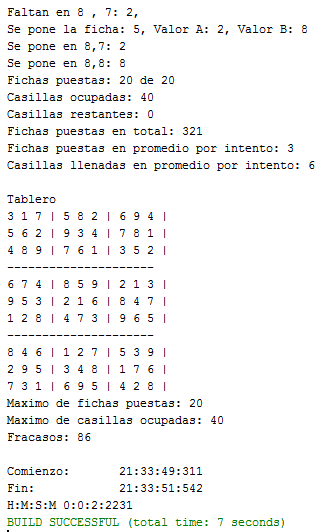 Faltan en 8 , 7: 2,
Se pone la ficha: 5, Valor A: 2, Valor B: 8
Se pone en 8,7: 2
Se pone en 8,8: 8
Fichas puestas: 20 de 20
Casillas ocupadas: 40
Casillas restantes: 0
Fichas puestas en total: 321
Fichas puestas en promedio por intento: 3
Casillas llenadas en promedio por intento: 6
Tablero
3 1 7 | 5 8 2 | 6 9 4 |
5 6 2 | 9 3 4 | 7 8 1 |
4 8 9 | 7 6 1 | 3 5 2 |
---------------------
6 7 4 | 8 5 9 | 2 1 3 |
9 5 3 | 2 1 6 | 8 4 7 |
1 2 8 | 4 7 3 | 9 6 5 |
---------------------
8 4 6 | 1 2 7 | 5 3 9 |
2 9 5 | 3 4 8 | 1 7 6 |
7 3 1 | 6 9 5 | 4 2 8 |
Maximo de fichas puestas: 20
Maximo de casillas ocupadas: 40
Fracasos: 86
Comienzo: 21:33:49:311
Fin: 21:33:51:542
H:M:S:M 0:0:2:2231
BUILD SUCCESSFUL (total time: 7 seconds)